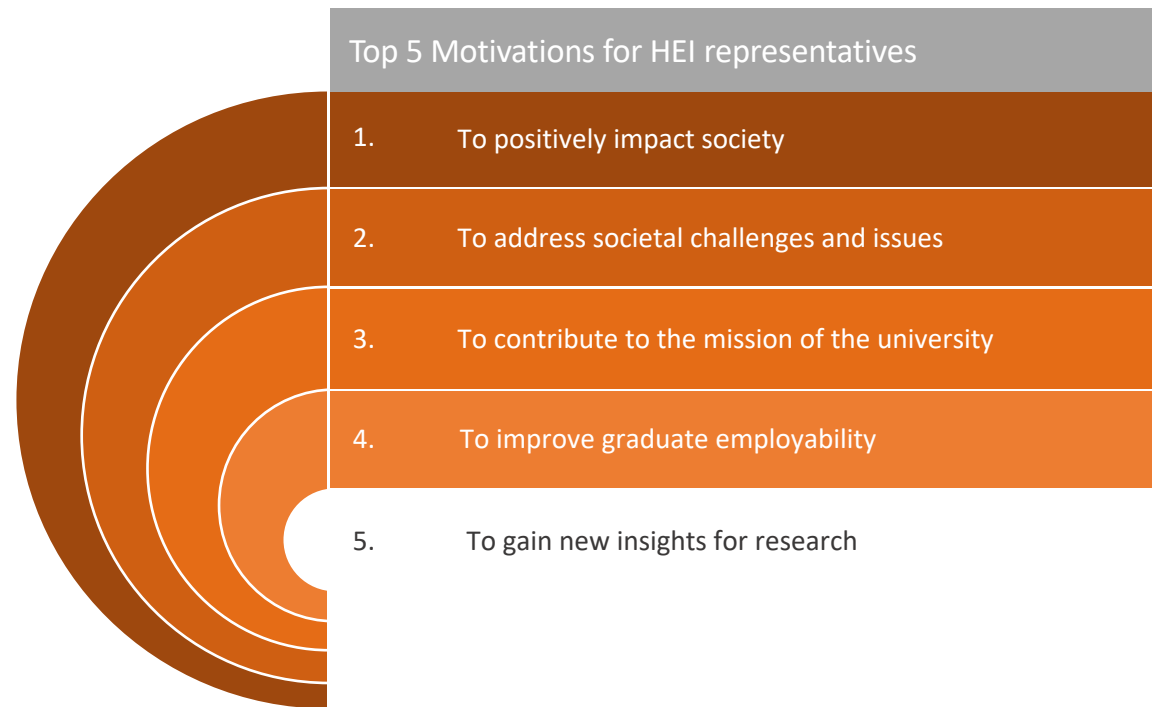 Top 5 Motivations for HEI representatives
1. To positively impact society
2. To address societal challenges and issues
3. To contribute to the mission of the university
4. To improve graduate employability
5. To gain new insights for research